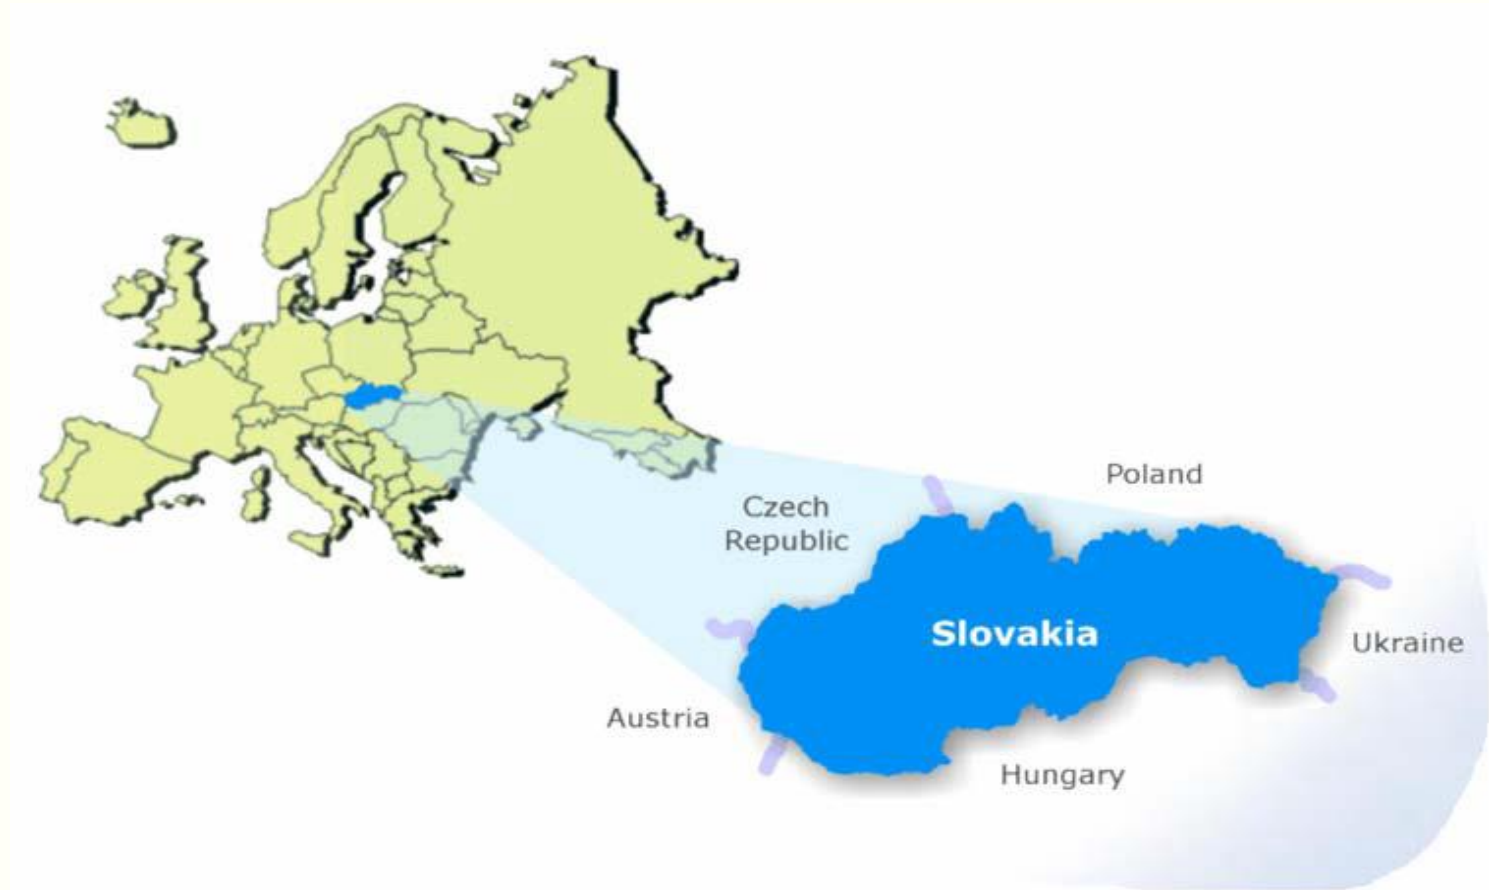 Poland
Czech
Republic
Slovakia
Ukraine
Austria
Hungary